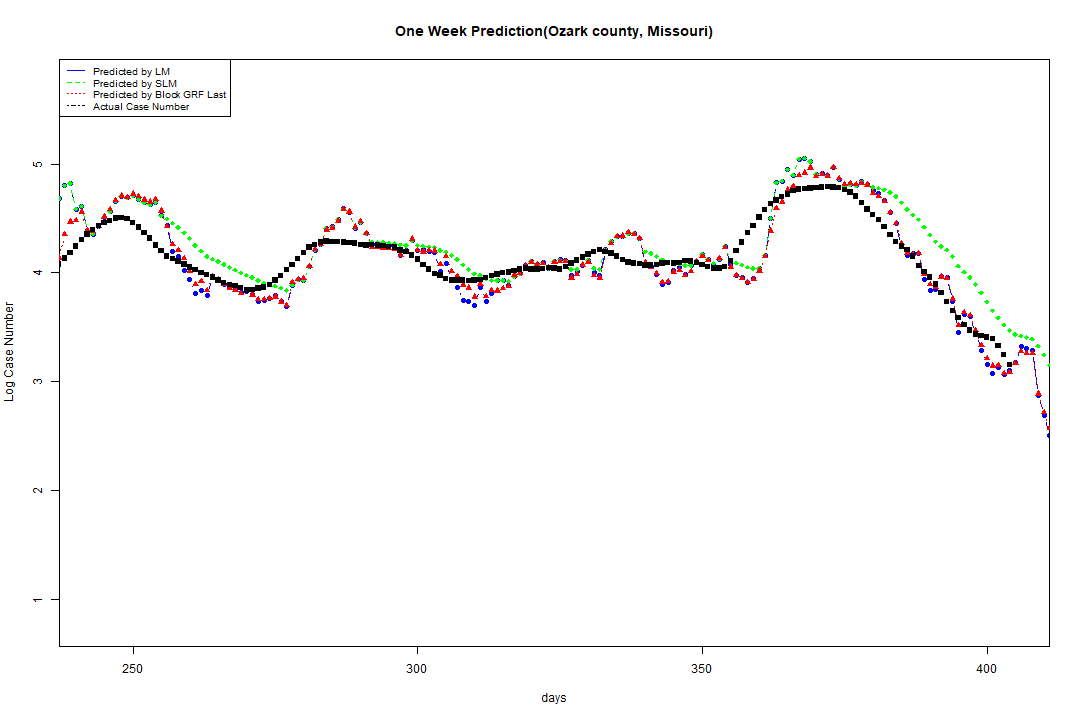 One Week Prediction(Ozark county, Missouri)
Predicted by LM
Predicted by SLM
Predicted by Block GRF Last
Actual Case Number
5
4
3
2
1
Log Case Number
250
300
350
400
days